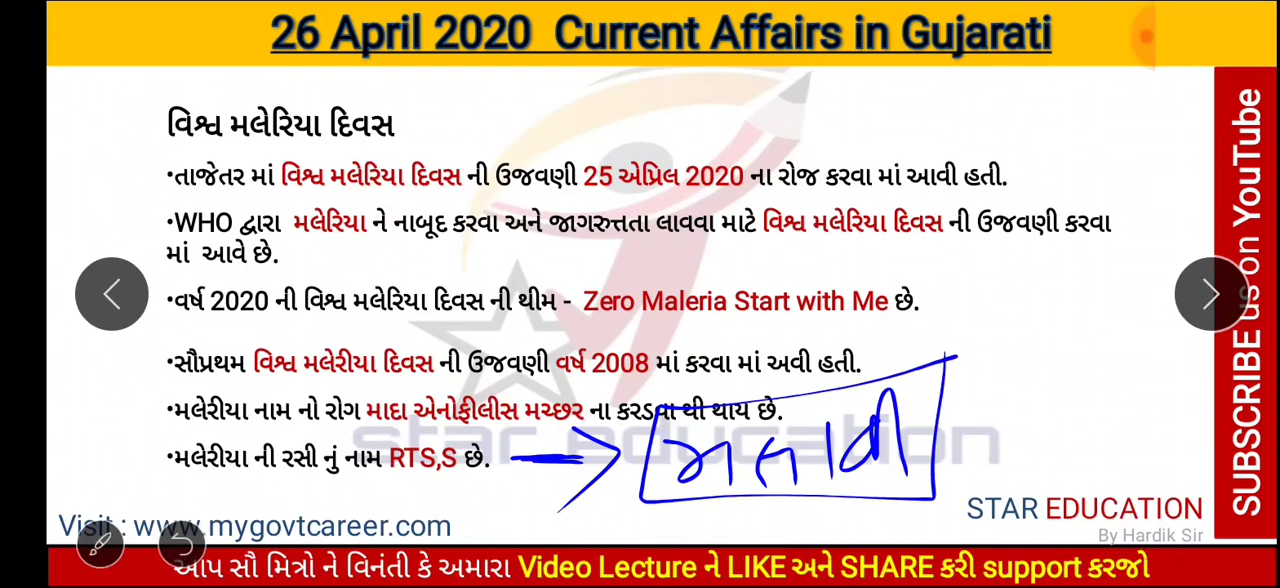 26 April 2020 Current Affairs in Gujarati
વિશ્વ મલેરિયા દિવસ
•તાજેતર માં વિશ્વ મલેરિયા દિવસ ની ઉજવણી 25 એપ્રિલ 2020 ના રોજ કરવા માં આવી હતી.
•WHO દ્વારા મલેરિયા ને નાબૂદ કરવા અને જાગરુત્તતા લાવવા માટે વિશ્વ મલેરિયા દિવસ ની ઉજવણી કરવા
માં આવે છે.
•વર્ષ 2020 ની વિશ્વ મલેરિયા દિવસ ની થીમ - Zero Maleria Start with Me છે.
•સૌપ્રથમ વિશ્વ મલેરીયા દિવસ ની ઉજવણી વર્ષ 2008 માં કરવા માં અવી હતી.
•મલેરીયા નામ નો રોગ માદા એનોફીલીસ મચ્છર ના કરડવા થી થાય છે.
star education
•મલેરીયા ની રસી નું નામ RTS,S છે.
STAR EDUCATION
By Hardik Sir
Visit : www.mygovtcareer.com
આપ સૌ મિત્રો ને વિનંતી કે અમારા Video Lecture ને LIKE અને SHARE કરી support કરજો
SUBSCRIBE us on YouTube